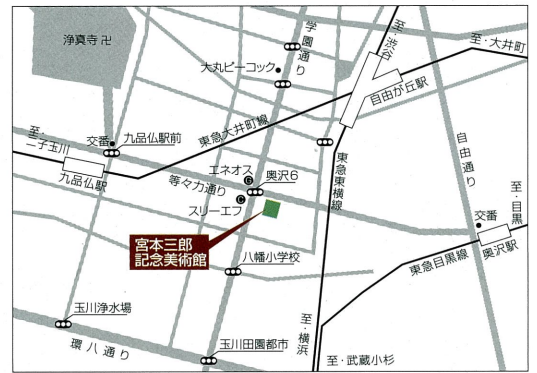 浄真寺 卍
学園通り
至・渋谷
至・大井町
大丸ピーコック
自由が丘駅
東急大井町線
至・二子玉川
交番
九品仏駅前
九品仏駅
エネオス
G
奥沢6
等々力通り
スリーエフ
C
東急東横線
自由通り
至・目黒
交番
奥沢駅
東急目黒線
宮本三郎
記念美術館
八幡小学校
玉川浄水場
環八通り
玉川田園都市
至・横浜
至・武蔵小杉